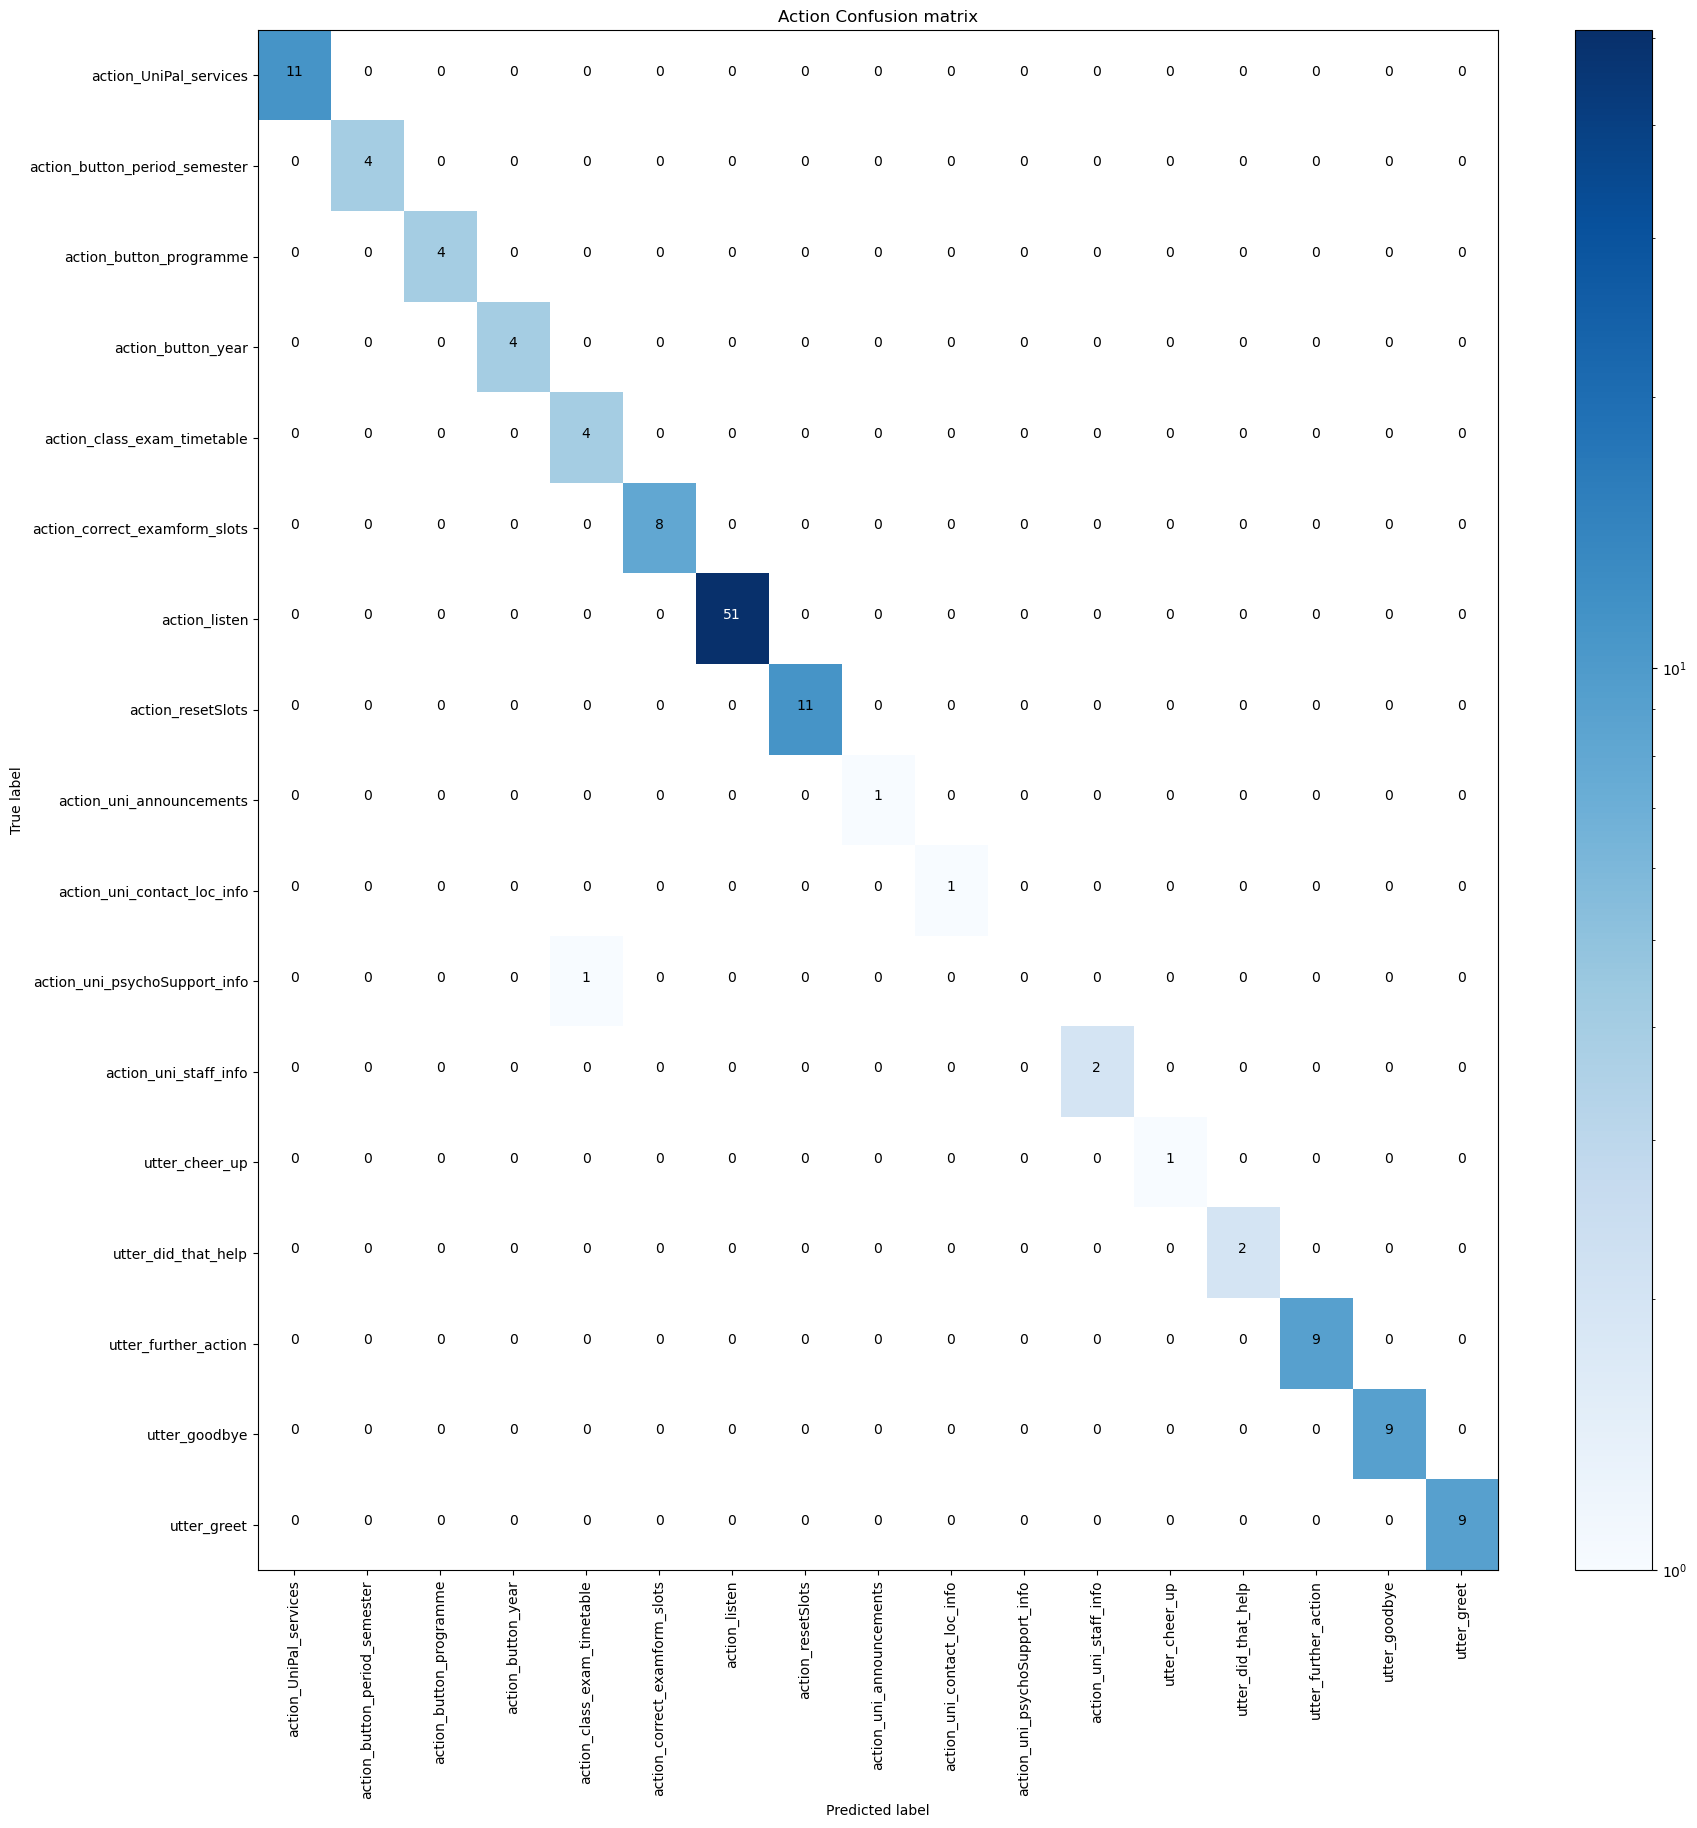 Action Confusion matrix
True label
action_UniPal_services 11 0 0 0 0 0 0 0 0 0 0 0 0 0 0 0 0
action_button_period_semester 0 4 0 0 0 0 0 0 0 0 0 0 0 0 0 0 0
action_button_programme 0 0 4 0 0 0 0 0 0 0 0 0 0 0 0 0 0
action_button_year 0 0 0 4 0 0 0 0 0 0 0 0 0 0 0 0 0
action_class_exam_timetable 0 0 0 0 4 0 0 0 0 0 0 0 0 0 0 0 0
action_correct_examform_slots 0 0 0 0 0 8 0 0 0 0 0 0 0 0 0 0 0
action_listen 0 0 0 0 0 0 51 0 0 0 0 0 0 0 0 0 0
action_resetSlots 0 0 0 0 0 0 0 11 0 0 0 0 0 0 0 0 0
action_uni_announcements 0 0 0 0 0 0 0 0 1 0 0 0 0 0 0 0 0
action_uni_contact_loc_info 0 0 0 0 0 0 0 0 0 1 0 0 0 0 0 0 0
action_uni_psychoSupport_info 0 0 0 0 1 0 0 0 0 0 0 0 0 0 0 0 0
action_uni_staff_info 0 0 0 0 0 0 0 0 0 0 0 2 0 0 0 0 0
utter_cheer_up 0 0 0 0 0 0 0 0 0 0 0 0 1 0 0 0 0
utter_did_that_help 0 0 0 0 0 0 0 0 0 0 0 0 0 2 0 0 0
utter_further_action 0 0 0 0 0 0 0 0 0 0 0 0 0 0 9 0 0
utter_goodbye 0 0 0 0 0 0 0 0 0 0 0 0 0 0 0 9 0
utter_greet 0 0 0 0 0 0 0 0 0 0 0 0 0 0 0 0 9
action_UniPal_services
action_button_period_semester
action_button_programme
action_button_year
action_class_exam_timetable
action_correct_examform_slots
action_listen
action_resetSlots
action_uni_announcements
action_uni_contact_loc_info
action_uni_psychoSupport_info
action_uni_staff_info
utter_cheer_up
utter_did_that_help
utter_further_action
utter_goodbye
utter_greet
Predicted label
10¹
10⁰